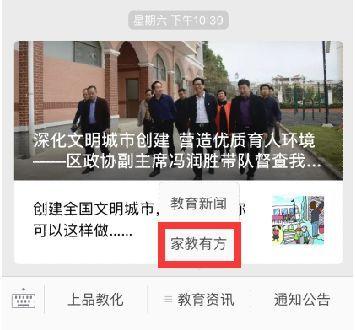 星期六 下午10:39
深化文明城市创建 营造优质育人环境
——区政协副主席冯润胜带队督查我...
教育新闻
创建全国文明城市,
可以这样做......
家教有方
上品教化
教育资讯
通知公告